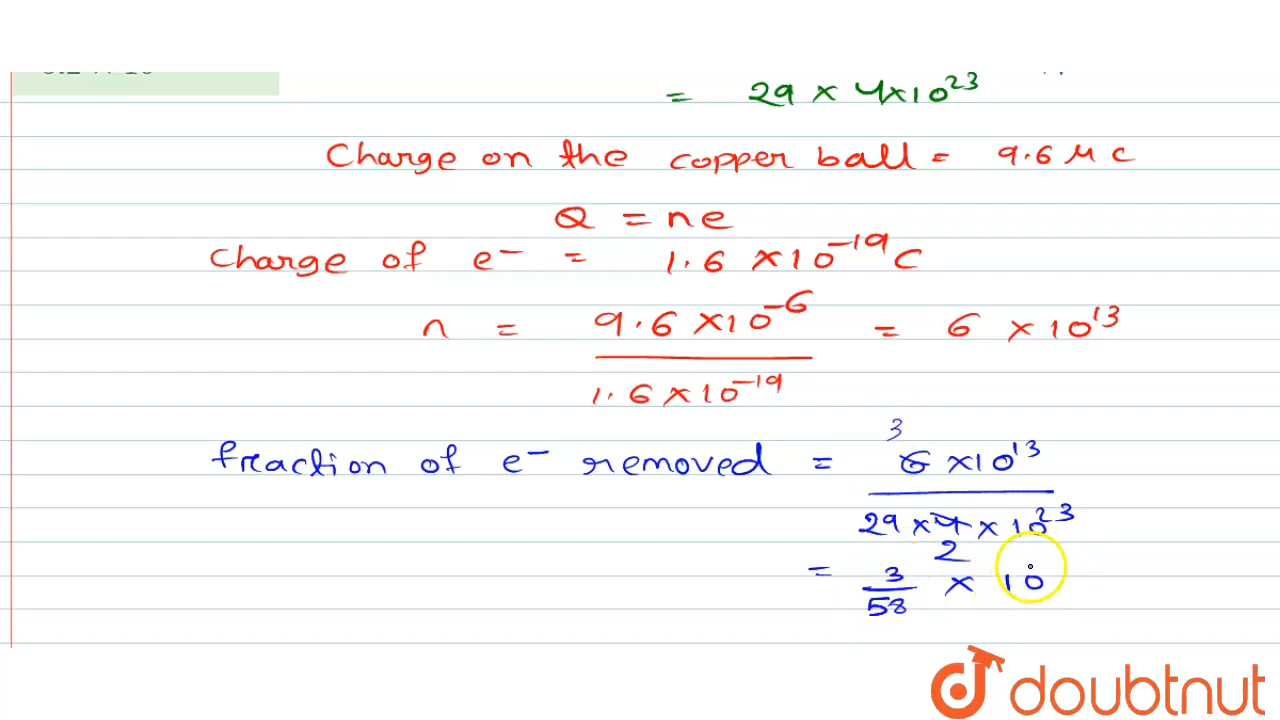 = 29 × 4×10²³
Charge on the copper ball = 9.6 μ C
Q = ne
Charge of e⁻ = 1.6 ×10⁻¹⁹ C
n = 9.6 ×10⁻⁶ / 1.6 ×10⁻¹⁹ = 6 × 10¹³
3
fraction of e⁻ removed = 6 ×10¹³ / 29 × 4 × 10²³
2
= 3/58 × 10
doubtnut